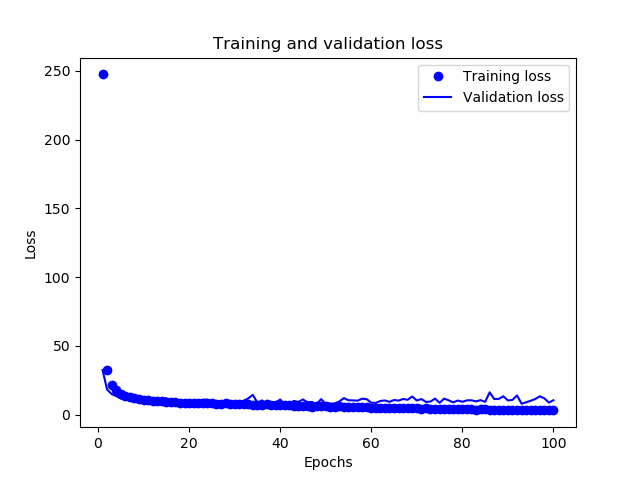 Training and validation loss
Training loss
Validation loss
Loss
250
200
150
100
50
0
0 20 40 60 80 100
Epochs